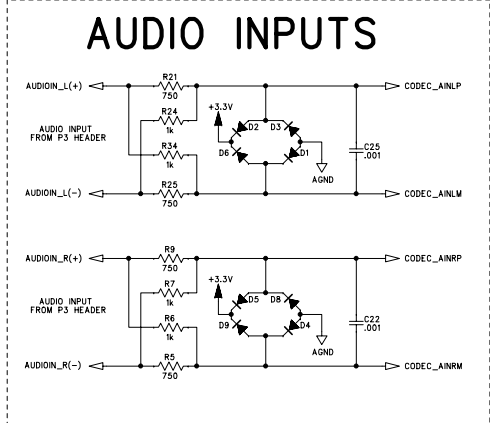 AUDIO INPUTS
AUDIOIN_L(+)
R21
750
CODEC_AINLP
R24
1k
+3.3V
D2
D3
AUDIO INPUT
FROM P3 HEADER
R34
1k
D6
D1
C25
.001
AGND
AUDIOIN_L(-)
R25
750
CODEC_AINLM
AUDIOIN_R(+)
R9
750
CODEC_AINRP
R7
1k
+3.3V
D5
D8
AUDIO INPUT
FROM P3 HEADER
R6
1k
D9
D4
C22
.001
AGND
AUDIOIN_R(-)
R5
750
CODEC_AINRM